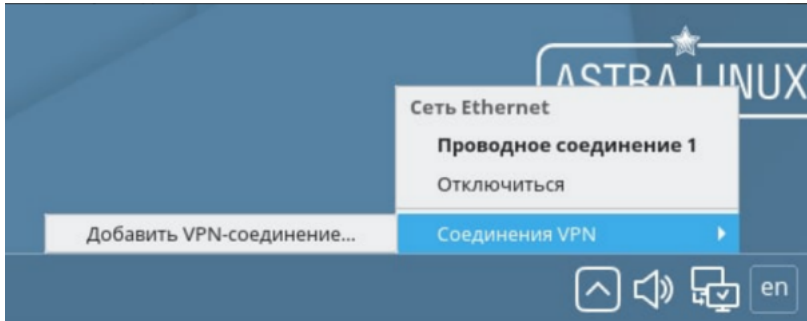 ASTRA LINUX
Сеть Ethernet
Проводное соединение 1
Отключиться
Добавить VPN-соединение...
Соединения VPN
en